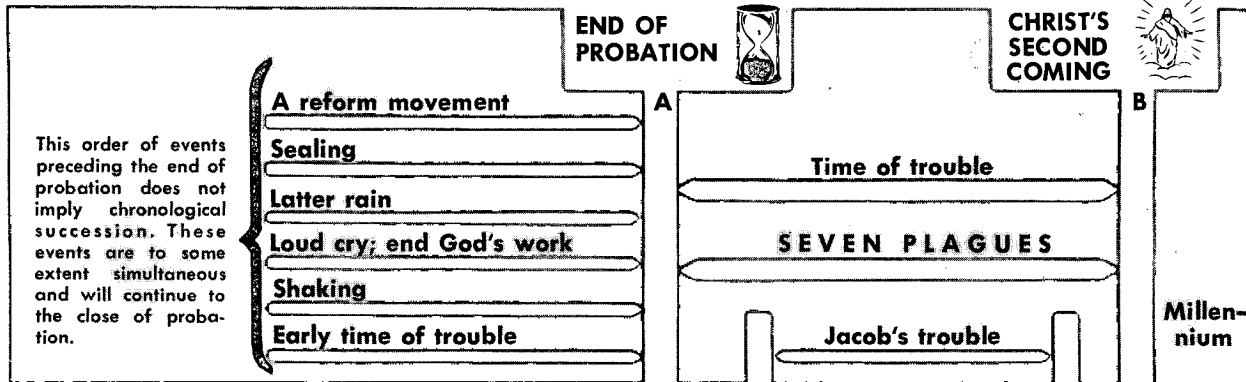 END OF
PROBATION
CHRIST'S
SECOND
COMING
A
B
This order of events
preceding the end of
probation does not
imply chronological
succession. These
events are to some
extent simultaneous
and will continue to
the close of proba-
tion.
A reform movement
Sealing
Latter rain
Loud cry; end God's work
Shaking
Early time of trouble
Time of trouble
SEVEN PLAGUES
Jacob's trouble
Millen-
nium